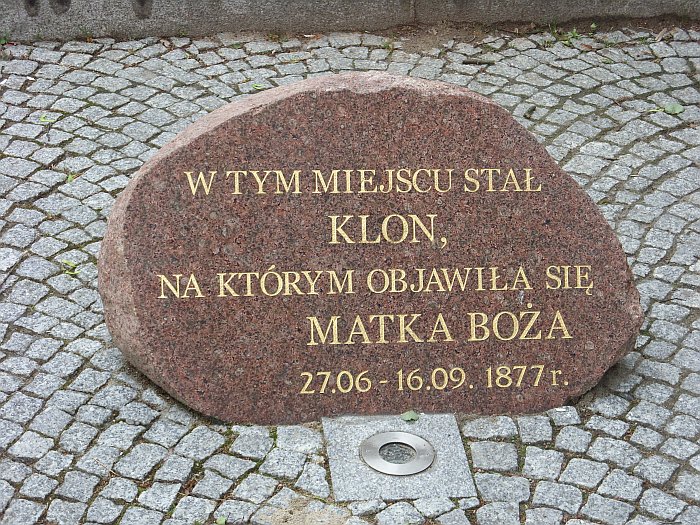 W TYM MIEJSCU STAŁ
KLON,
NA KTÓRYM OBJAWIŁA SIĘ
MATKA BOŻA
27.06 - 16.09. 1877 r.